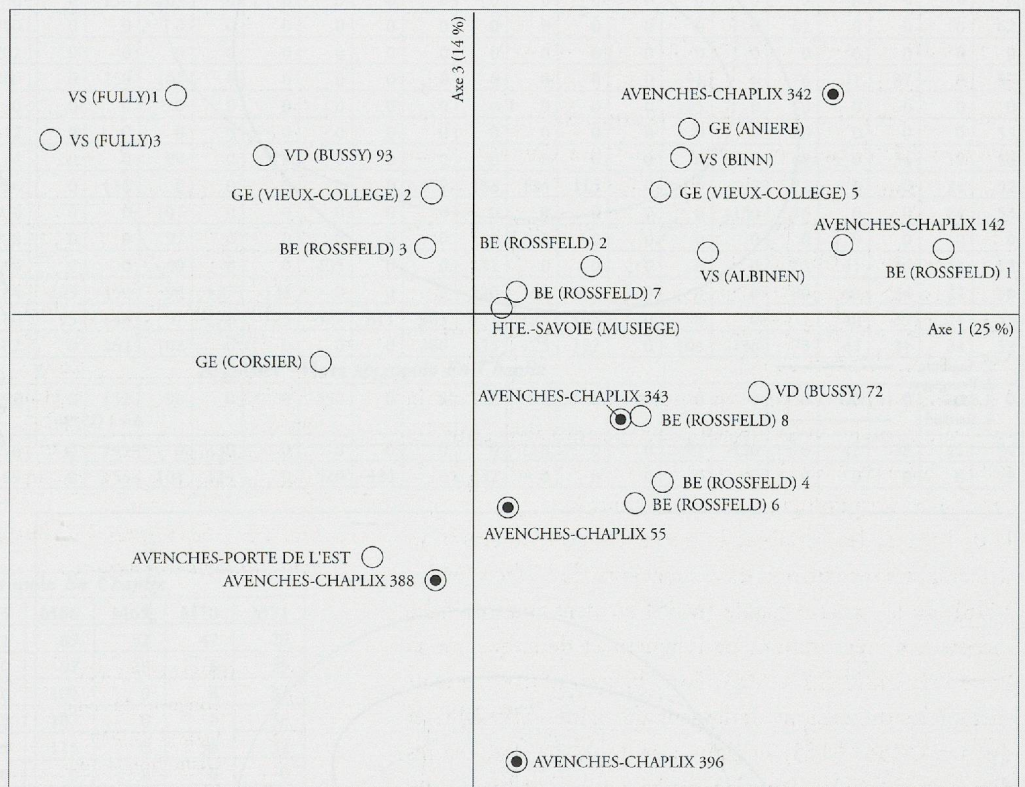 Axe 3 (14 %)
VS (FULLY)1
AVENCHES-CHAPLIX 342
GE (ANIERE)
VS (FULLY)3
VD (BUSSY) 93
VS (BINN)
GE (VIEUX-COLLEGE) 2
GE (VIEUX-COLLEGE) 5
AVENCHES-CHAPLIX 142
BE (ROSSFELD) 3
BE (ROSSFELD) 2
VS (ALBINEN)
BE (ROSSFELD) 1
BE (ROSSFELD) 7
HTE.-SAVOIE (MUSIEGE)
Axe 1 (25 %)
GE (CORSIER)
AVENCHES-CHAPLIX 343
VD (BUSSY) 72
BE (ROSSFELD) 8
BE (ROSSFELD) 4
BE (ROSSFELD) 6
AVENCHES-CHAPLIX 55
AVENCHES-PORTE DE L'EST
AVENCHES-CHAPLIX 388
AVENCHES-CHAPLIX 396